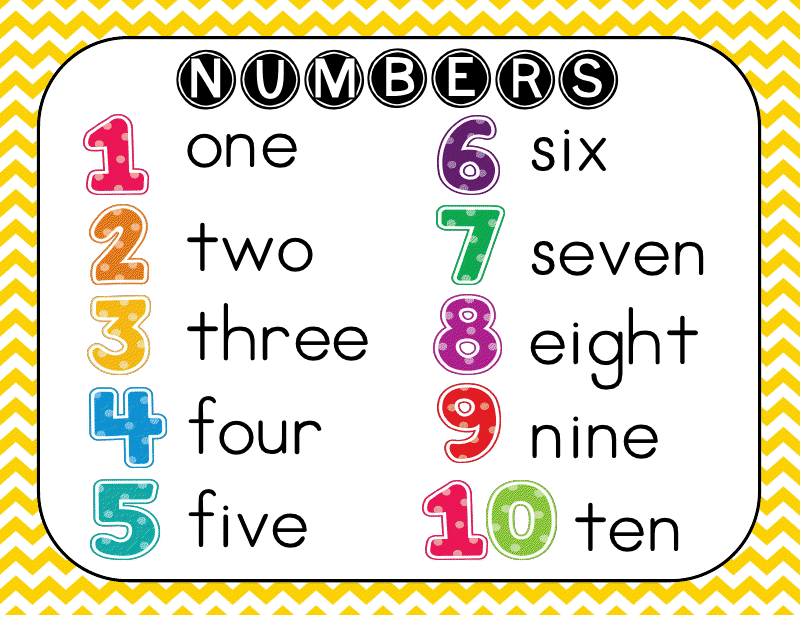 NUMBERS
1 one
2 two
3 three
4 four
5 five
6 six
7 seven
8 eight
9 nine
10 ten